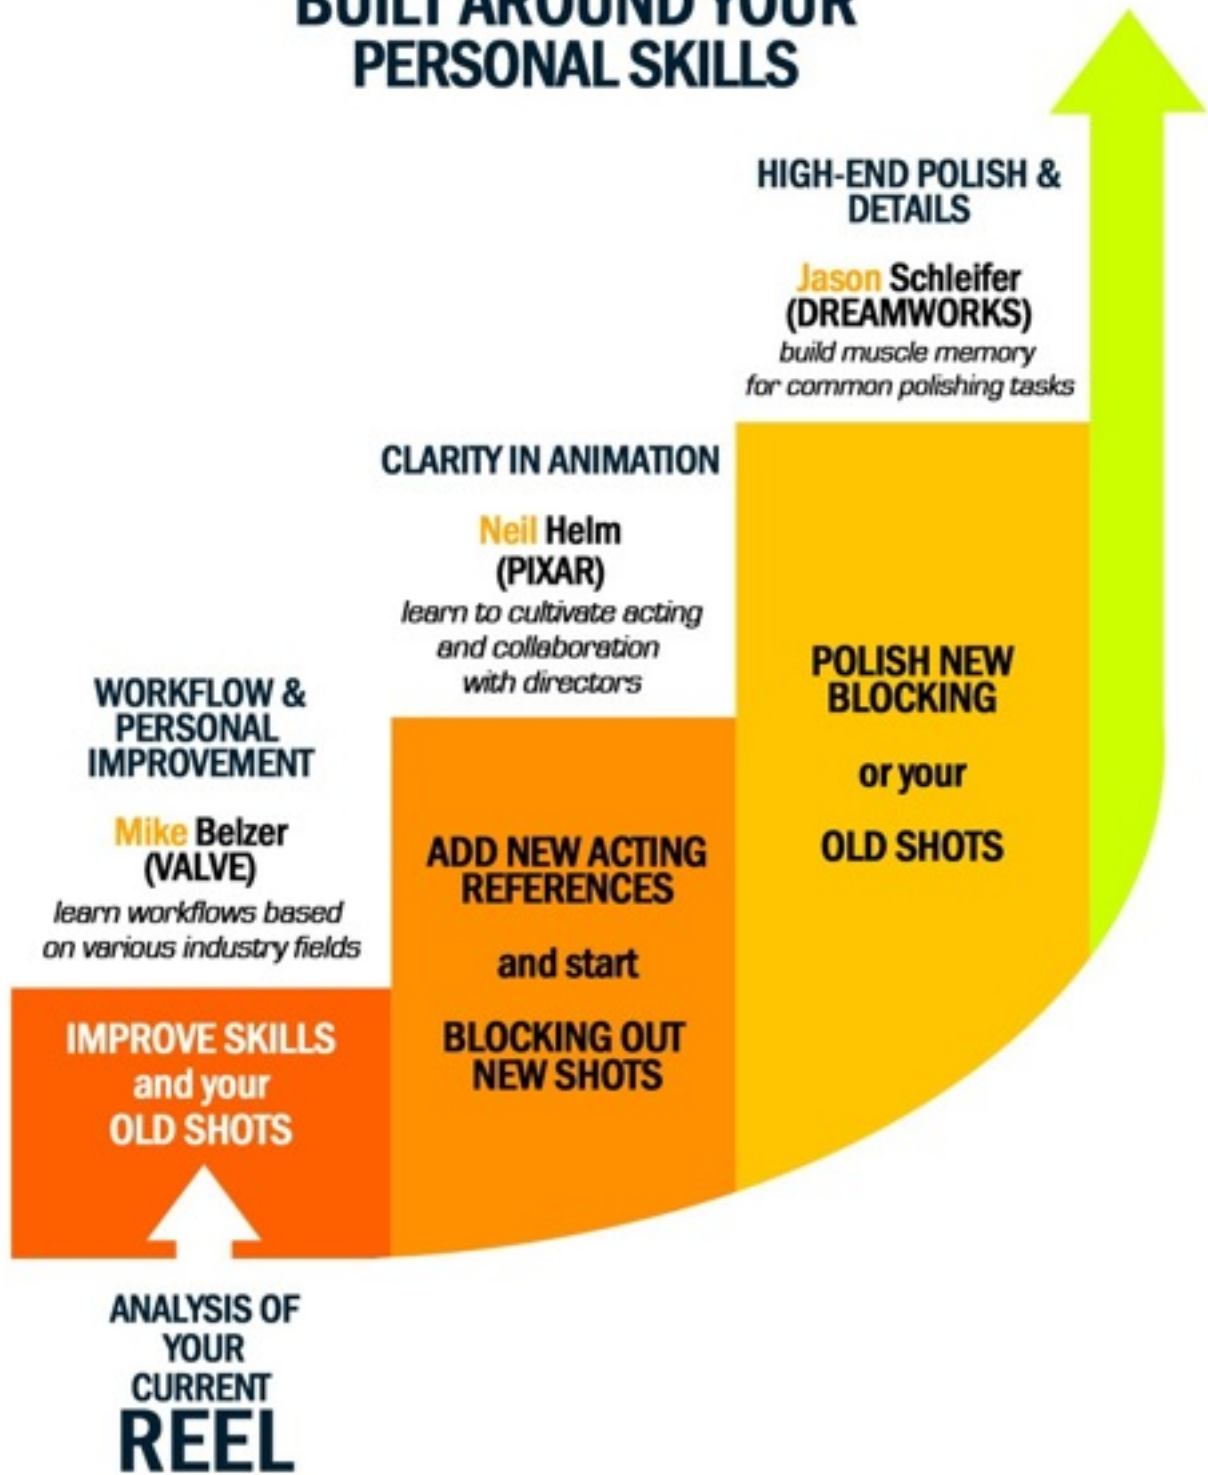 BUILT AROUND YOUR
PERSONAL SKILLS
HIGH-END POLISH &
DETAILS
Jason Schleifer
(DREAMWORKS)
build muscle memory
for common polishing tasks
CLARITY IN ANIMATION
Neil Helm
(PIXAR)
learn to cultivate acting
and collaboration
with directors
WORKFLOW &
PERSONAL
IMPROVEMENT
Mike Belzer
(VALVE)
learn workflows based
on various industry fields
POLISH NEW
BLOCKING
or your
OLD SHOTS
ADD NEW ACTING
REFERENCES
and start
BLOCKING OUT
NEW SHOTS
IMPROVE SKILLS
and your
OLD SHOTS
ANALYSIS OF
YOUR
CURRENT
REEL